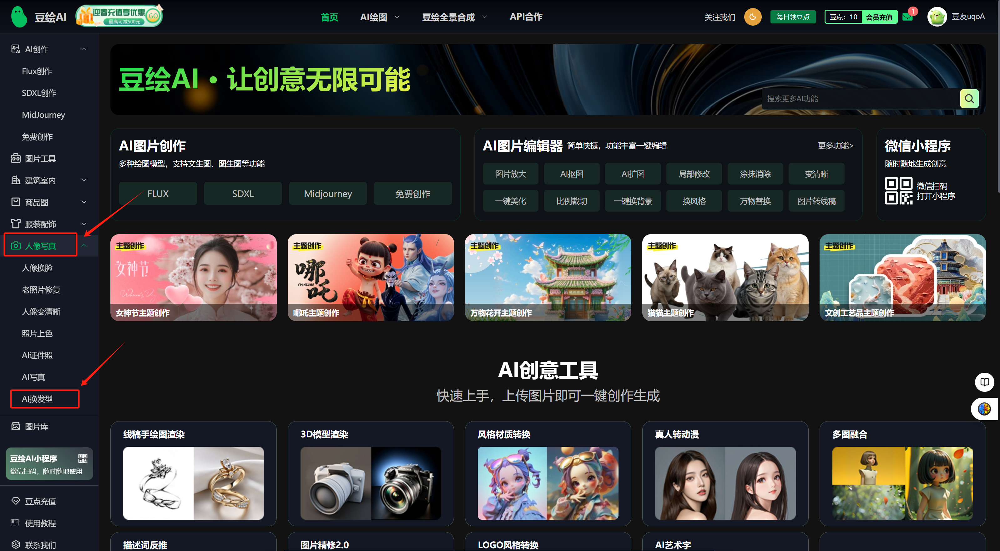 豆绘AI
迎春充值享优惠
最高可减500元
GO
首页
AI绘图
豆绘全景合成
API合作
关注我们
每日领豆点
豆点：10
会员充值
1
豆友uqoA
AI创作
Flux创作
SDXL创作
MidJourney
免费创作
图片工具
建筑室内
商品图
服装配饰
人像写真
人像换脸
老照片修复
人像变清晰
照片上色
AI证件照
AI写真
AI换发型
图片库
豆绘AI小程序
微信扫码，随时随地使用
豆点充值
使用教程
联系我们
豆绘AI · 让创意无限可能
搜索更多AI功能
AI图片创作
多种绘图模型，支持文生图、图生图等功能
FLUX
SDXL
Midjourney
免费创作
AI图片编辑器 简单快捷，功能丰富一键编辑
更多功能>
图片放大
AI抠图
AI扩图
局部修改
涂抹消除
变清晰
一键美化
比例裁切
一键换背景
换风格
万物替换
图片转线稿
微信小程序
随时随地生成创意
微信扫码
打开小程序
主题创作
女神节
Women's Day
女神节主题创作
主题创作
哪吒
I'M NEZHA
哪吒主题创作
主题创作
万物花开主题创作
主题创作
猫猫主题创作
主题创作
文创工艺品主题创作
AI创意工具
快速上手，上传图片即可一键创作生成
线稿手绘图渲染
3D模型渲染
风格材质转换
真人转动漫
多图融合
描述词反推
图片精修2.0
LOGO风格转换
AI艺术字